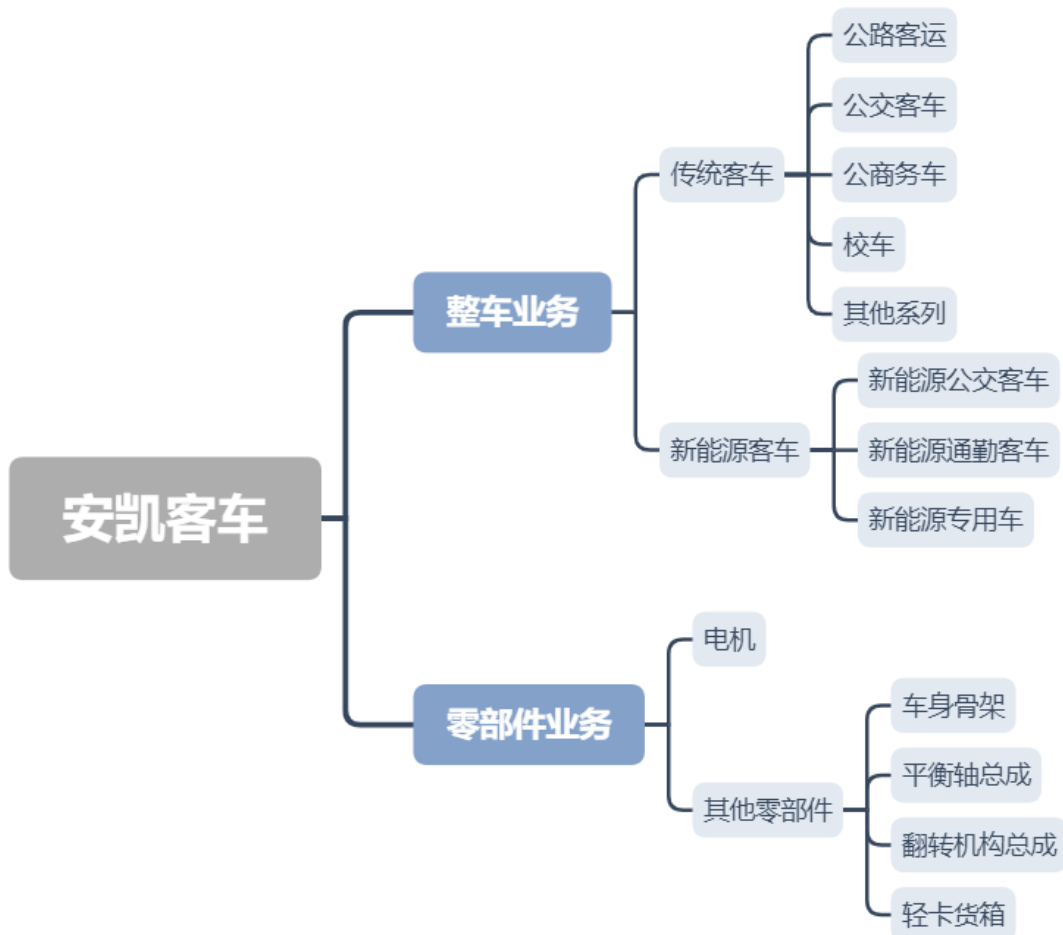 安凯客车
整车业务
传统客车
公路客运
公交客车
公商务车
校车
其他系列
新能源客车
新能源公交客车
新能源通勤客车
新能源专用车
零部件业务
电机
其他零部件
车身骨架
平衡轴总成
翻转机构总成
轻卡货箱